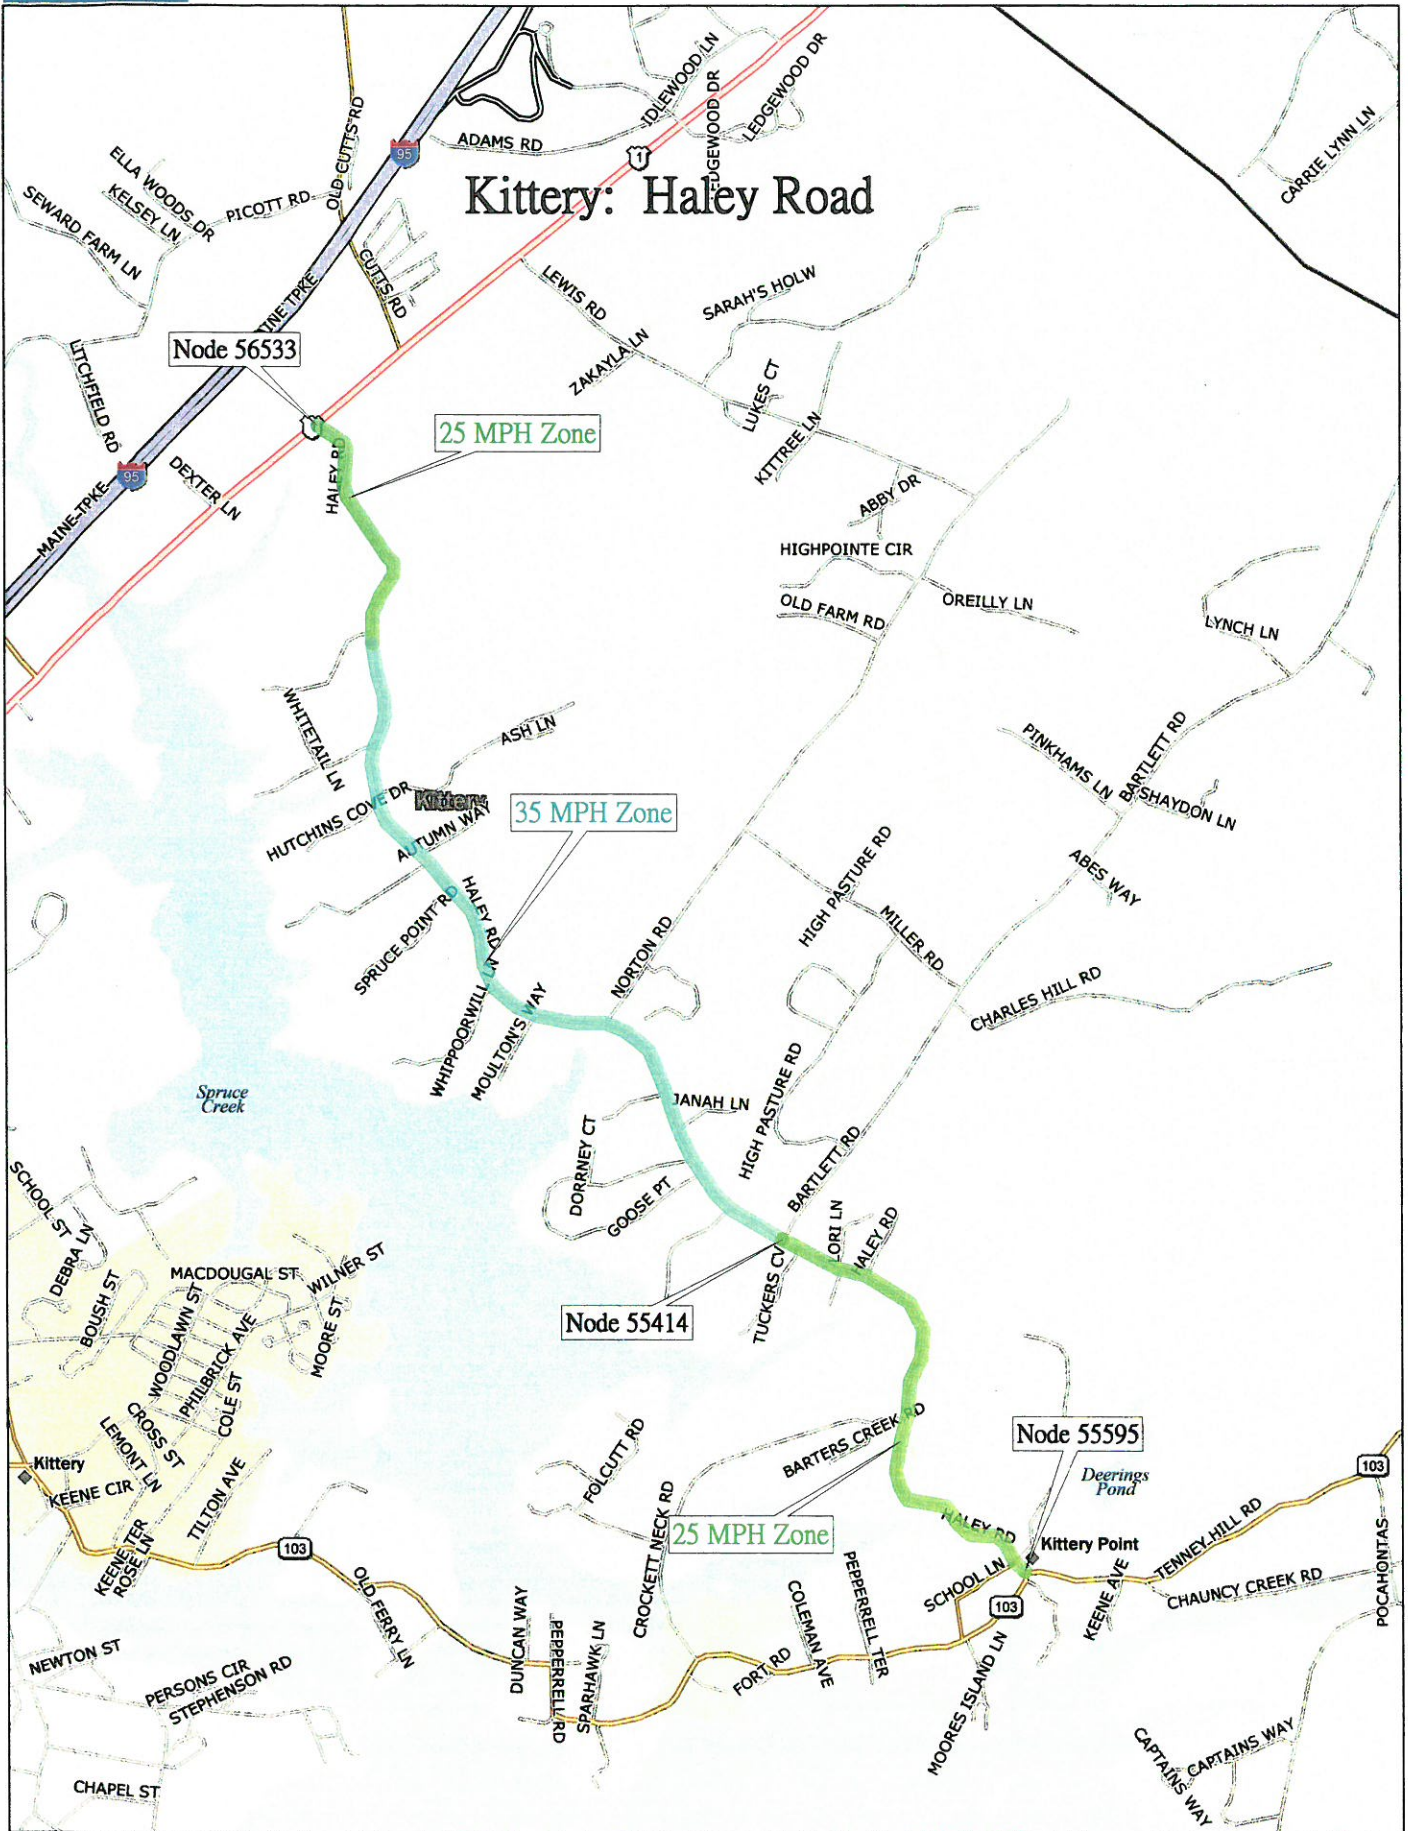 Kittery: Haley Road
IDLEWOOD LN
LEDGEWOOD DR
EDGEWOOD DR
ADAMS RD
OLD CUTTS RD
95
1
CARRIE LYNN LN
ELLA WOODS DR
KELSEY LN
PICOTT RD
SEWARD FARM LN
CUTTS RD
INE TPKE
LEWIS RD
SARAH'S HOLW
ZAKAYLA LN
LUKES CT
KITTREE LN
Node 56533
LITCHFIELD RD
25 MPH Zone
HALEY RD
95
DEXTER LN
MAINE TPKE
ABBY DR
HIGHPOINTE CIR
OREILLY LN
OLD FARM RD
LYNCH LN
WHITETAIL LN
ASH LN
PINKHAMS LN
BARTLETT RD
SHAYDON LN
Kittery
HUTCHINS COVE DR
AUTUMN WAY
35 MPH Zone
HIGH PASTURE RD
ABES WAY
SPRUCE POINT RD
HALEY RD
MILLER RD
NORTON RD
CHARLES HILL RD
WHIPPOORWILL LN
MOULTON'S WAY
Spruce
Creek
JANAH LN
HIGH PASTURE RD
DORRNEY CT
GOOSE PT
BARTLETT RD
LORI LN
HALEY RD
TUCKERS CV
Node 55414
SCHOOL ST
DEBRA LN
BOUSH ST
MACDOUGAL ST
WILNER ST
WOODLAWN ST
PHILBRICK AVE
MOORE ST
COLE ST
CROSS ST
LEMONT LN
Kittery
KEENE CIR
TILTON AVE
KEENE TER
ROSE LN
103
OLD FERRY LN
FOLCUTT RD
BARTERS CREEK RD
Node 55595
Deerings
Pond
103
CROCKETT NECK RD
25 MPH Zone
HALEY RD
Kittery Point
TENNEY HILL RD
SCHOOL LN
KEENE AVE
CHAUNCY CREEK RD
POCAHONTAS
103
PEPPERRELL TER
COLEMAN AVE
FORT RD
DUNCAN WAY
PEPPERRELL RD
SPARHAWK LN
MOORES ISLAND LN
NEWTON ST
PERSONS CIR
STEPHENSON RD
CHAPEL ST
CAPTAINS WAY
CAPTAINS WAY